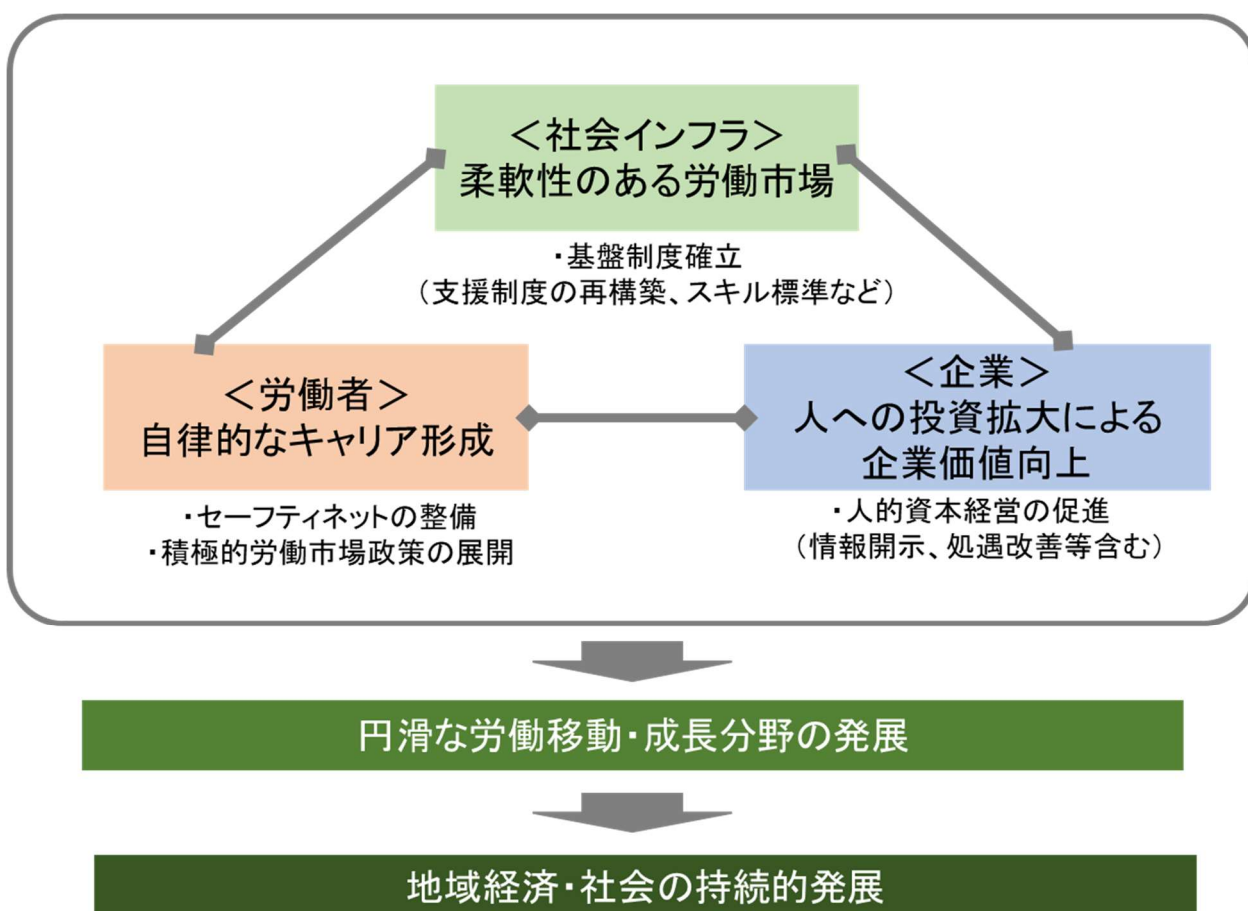 ＜社会インフラ＞
柔軟性のある労働市場
・基盤制度確立
（支援制度の再構築、スキル標準など）
＜労働者＞
自律的なキャリア形成
・セーフティネットの整備
・積極的労働市場政策の展開
＜企業＞
人への投資拡大による
企業価値向上
・人的資本経営の促進
（情報開示、処遇改善等含む）
円滑な労働移動・成長分野の発展
地域経済・社会の持続的発展